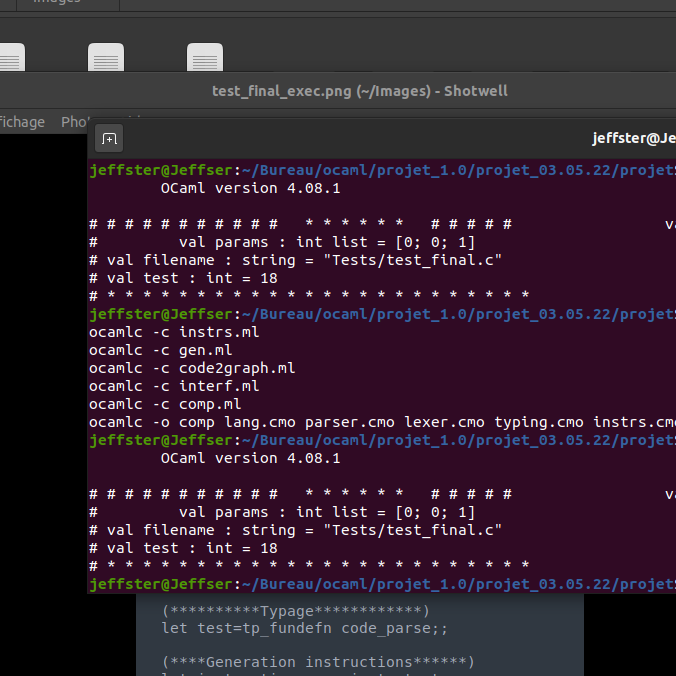 Images
test_final_exec.png (~/Images) - Shotwell
fichage
jeffster@Je
jeffster@Jeffser:~/Bureau/ocaml/projet_1.0/projet_03.05.22/projet
OCaml version 4.08.1
# # # # # # # # # # #   * * * * * *   # # # # #
#         val params : int list = [0; 0; 1]
# val filename : string = "Tests/test_final.c"
# val test : int = 18
# * * * * * * * * * * * * * * * * * * * * * * * *
jeffster@Jeffser:~/Bureau/ocaml/projet_1.0/projet_03.05.22/projet
ocamlc -c instrs.ml
ocamlc -c gen.ml
ocamlc -c code2graph.ml
ocamlc -c interf.ml
ocamlc -c comp.ml
ocamlc -o comp lang.cmo parser.cmo lexer.cmo typing.cmo instrs.cmo
jeffster@Jeffser:~/Bureau/ocaml/projet_1.0/projet_03.05.22/projet
OCaml version 4.08.1
# # # # # # # # # # #   * * * * * *   # # # # #
#         val params : int list = [0; 0; 1]
# val filename : string = "Tests/test_final.c"
# val test : int = 18
# * * * * * * * * * * * * * * * * * * * * * * * *
jeffster@Jeffser:~/Bureau/ocaml/projet_1.0/projet_03.05.22/projet
(**********Typage************)
let test=tp_fundefn code_parse;;
(****Generation instructions******)